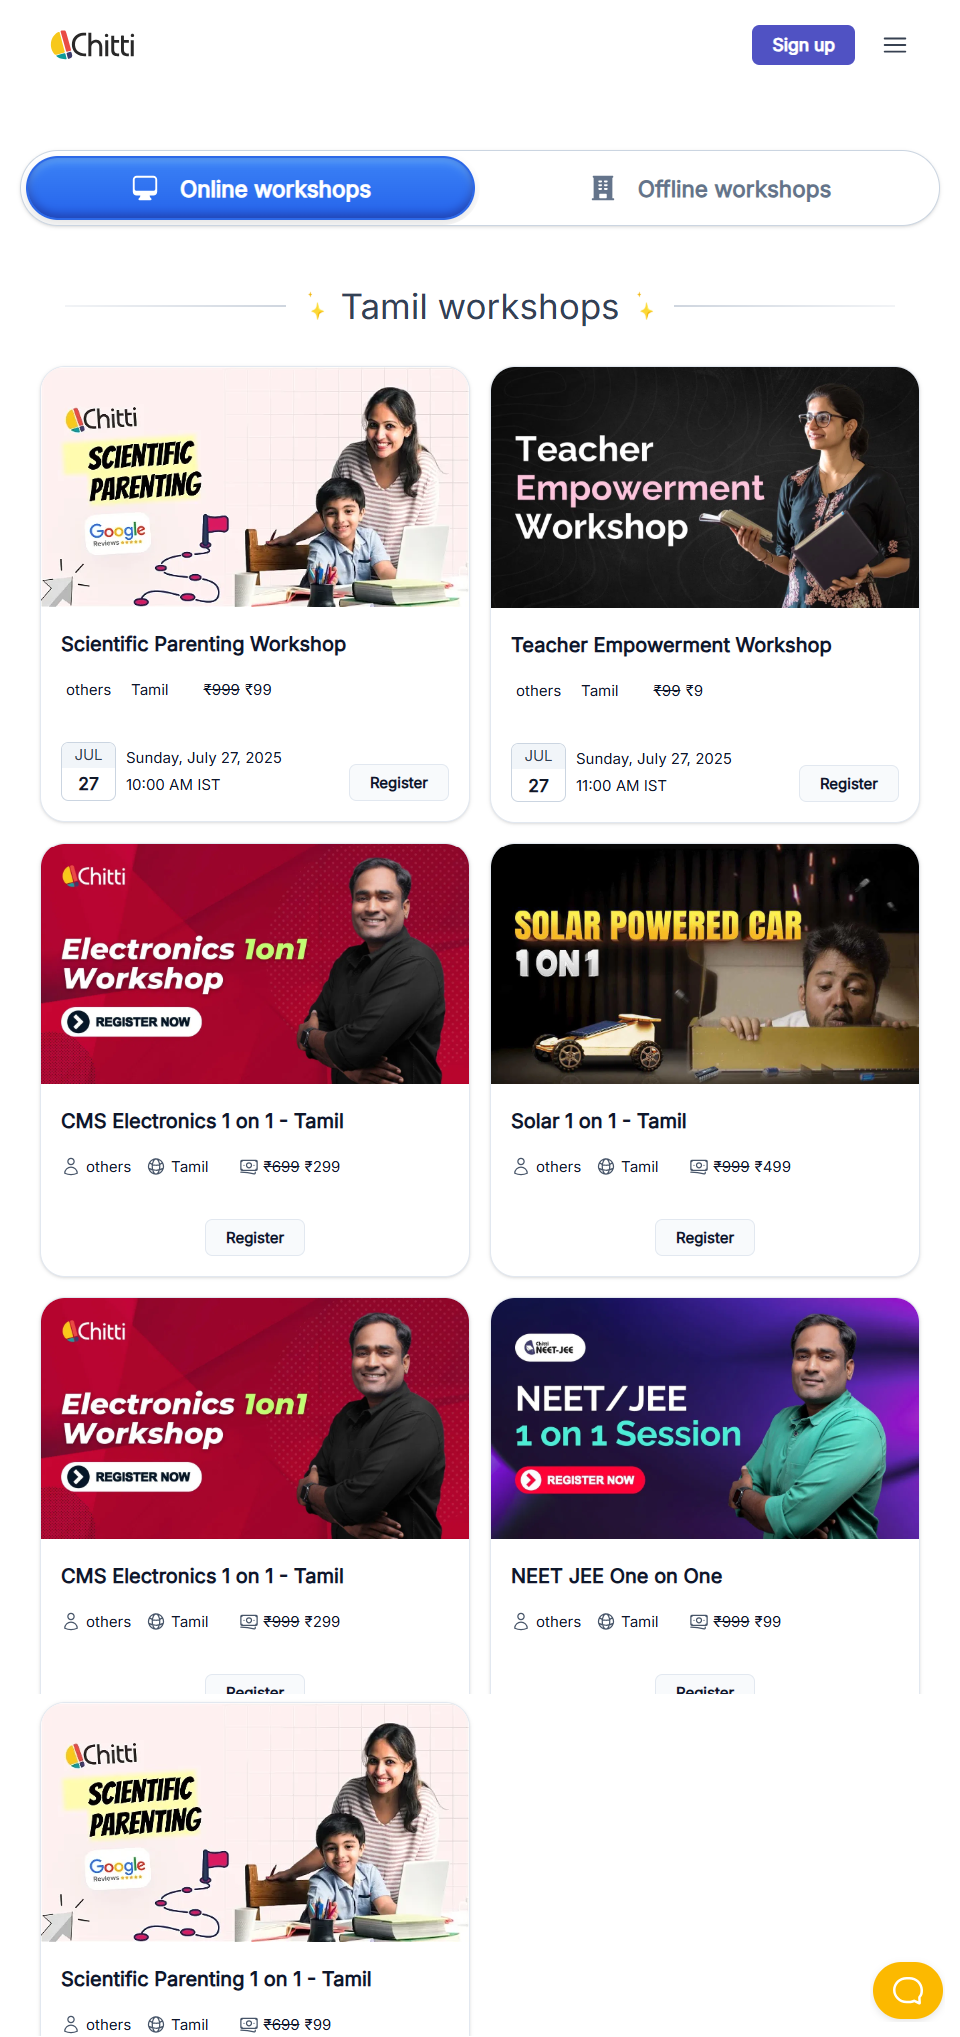 Chitti
Sign up
Online workshops
Offline workshops
Tamil workshops
Chitti
SCIENTIFIC
PARENTING
Google
Reviews
Scientific Parenting Workshop
others Tamil ₹999 ₹99
JUL
27
Sunday, July 27, 2025
10:00 AM IST
Register
Teacher
Empowerment
Workshop
Teacher Empowerment Workshop
others Tamil ₹99 ₹9
JUL
27
Sunday, July 27, 2025
11:00 AM IST
Register
Chitti
Electronics 1on1
Workshop
REGISTER NOW
CMS Electronics 1 on 1 - Tamil
others Tamil ₹699 ₹299
Register
SOLAR POWERED CAR
1 ON 1
Solar 1 on 1 - Tamil
others Tamil ₹999 ₹499
Register
Chitti
Electronics 1on1
Workshop
REGISTER NOW
CMS Electronics 1 on 1 - Tamil
others Tamil ₹999 ₹299
Register
Chitti
NEET-JEE
NEET/JEE
1 on 1 Session
REGISTER NOW
NEET JEE One on One
others Tamil ₹999 ₹99
Register
Chitti
SCIENTIFIC
PARENTING
Google
Reviews
Scientific Parenting 1 on 1 - Tamil
others Tamil ₹699 ₹99